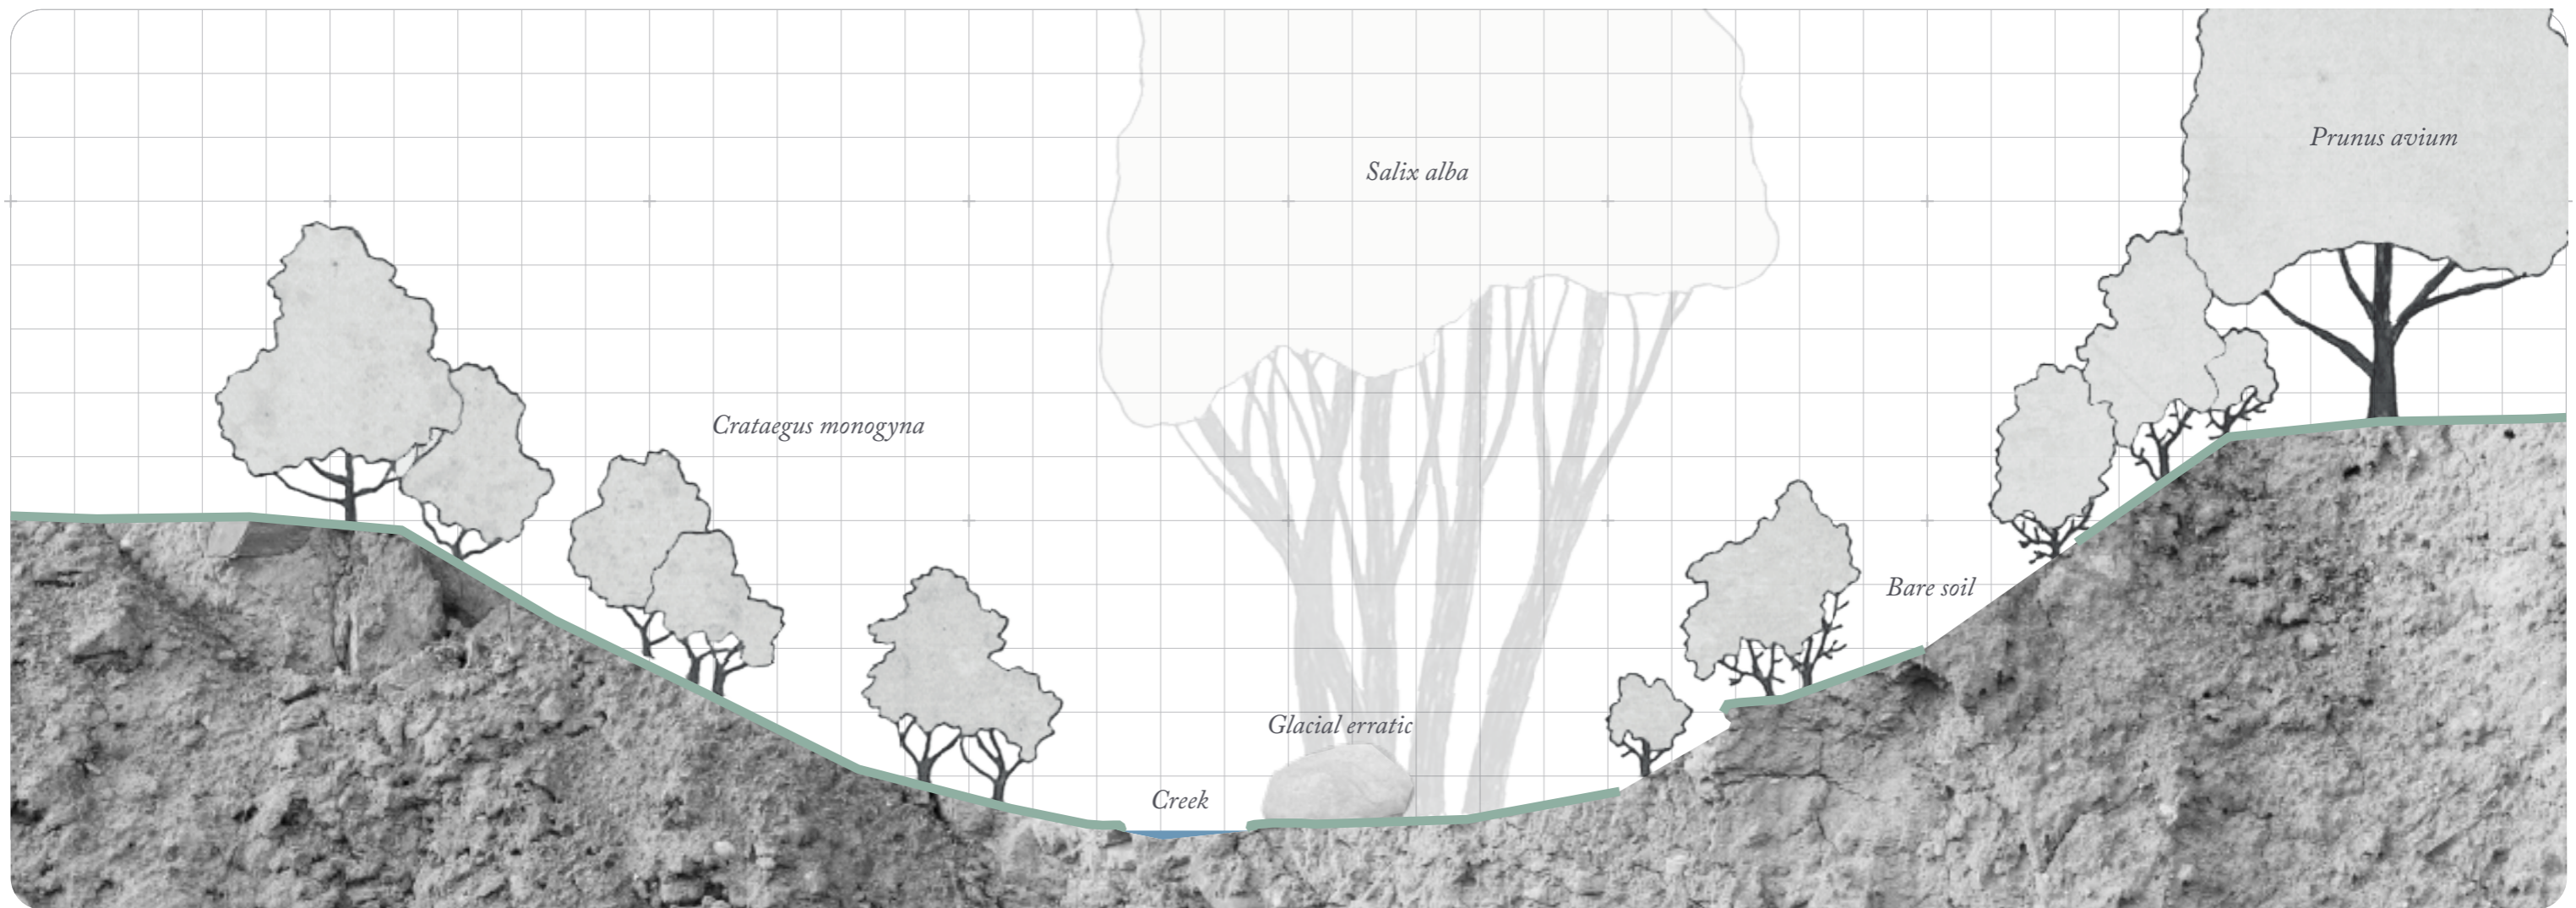 Prunus avium
Salix alba
Crataegus monogyna
Bare soil
Glacial erratic
Creek